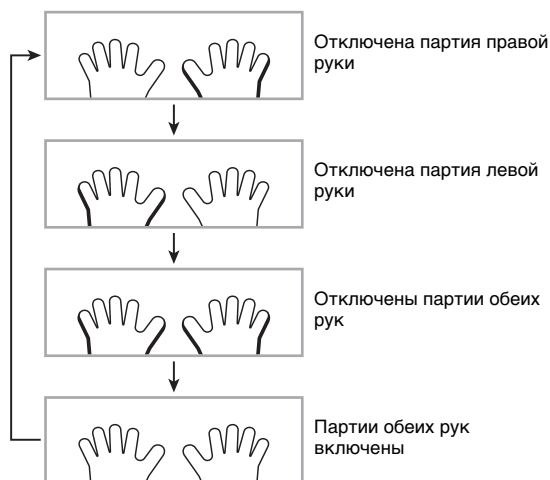 Отключена партия правой
руки
Отключена партия левой
руки
Отключены партии обеих
рук
Партии обеих рук
включены